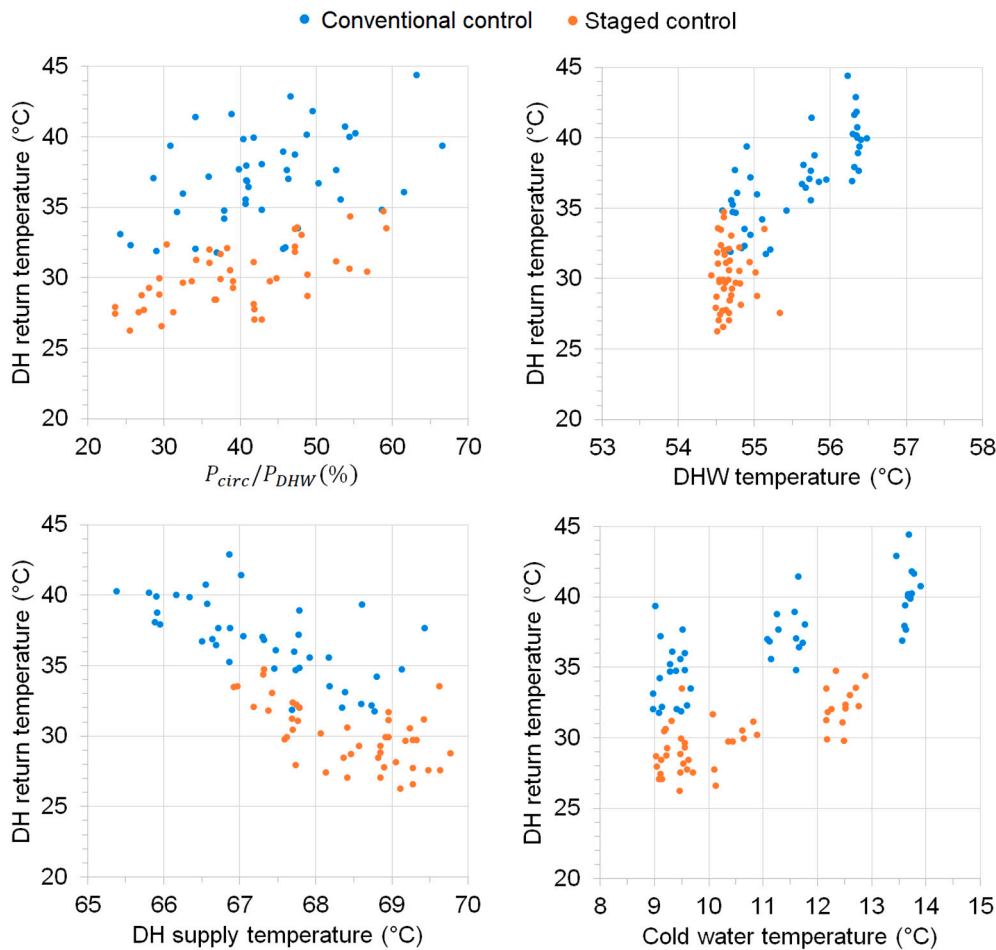 Conventional control Staged control
DH return temperature (°C)
45
40
35
30
25
20
20 30 40 50 60 70
P_circ/P_DHW(%)
DH return temperature (°C)
45
40
35
30
25
20
53 54 55 56 57 58
DHW temperature (°C)
DH return temperature (°C)
45
40
35
30
25
20
65 66 67 68 69 70
DH supply temperature (°C)
DH return temperature (°C)
45
40
35
30
25
20
8 9 10 11 12 13 14 15
Cold water temperature (°C)